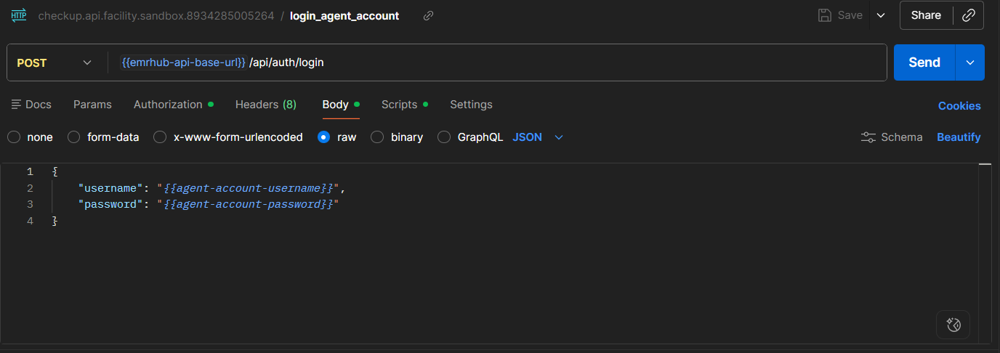 HTTP checkup.api.facility.sandbox.8934285005264 / login_agent_account Save Share
POST {{emrhub-api-base-url}} /api/auth/login Send
Docs Params Authorization Headers (8) Body Scripts Settings Cookies
none form-data x-www-form-urlencoded raw binary GraphQL JSON Schema Beautify
1 {
2 "username": "{{agent-account-username}}",
3 "password": "{{agent-account-password}}"
4 }